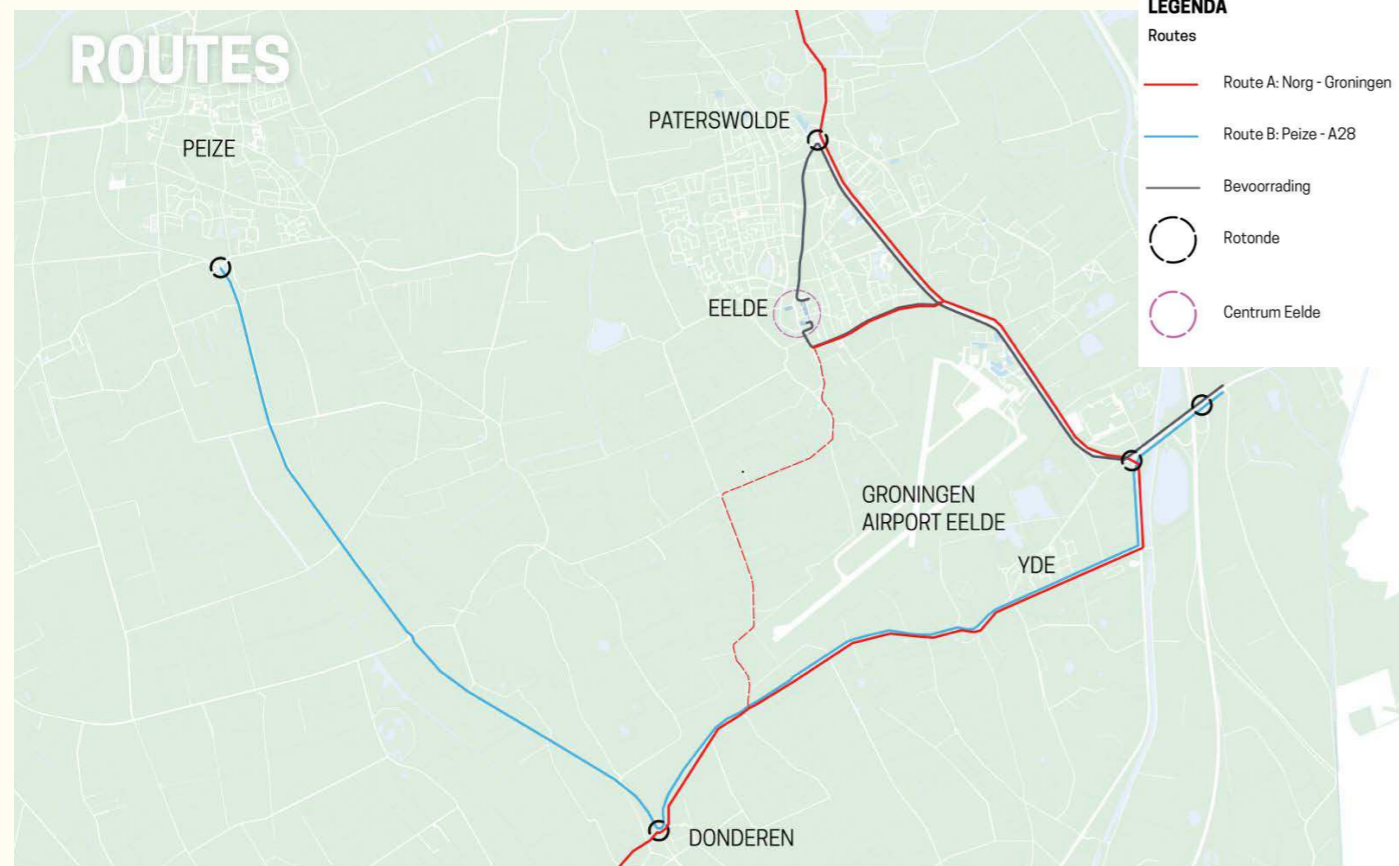 ROUTES
PEIZE
PATERSWOLDE
EELDE
GRONINGEN
AIRPORT EELDE
YDE
DONDEREN
LEGENDA
Routes
Route A: Norg - Groningen
Route B: Peize - A28
Bevoorrading
Rotonde
Centrum Eelde